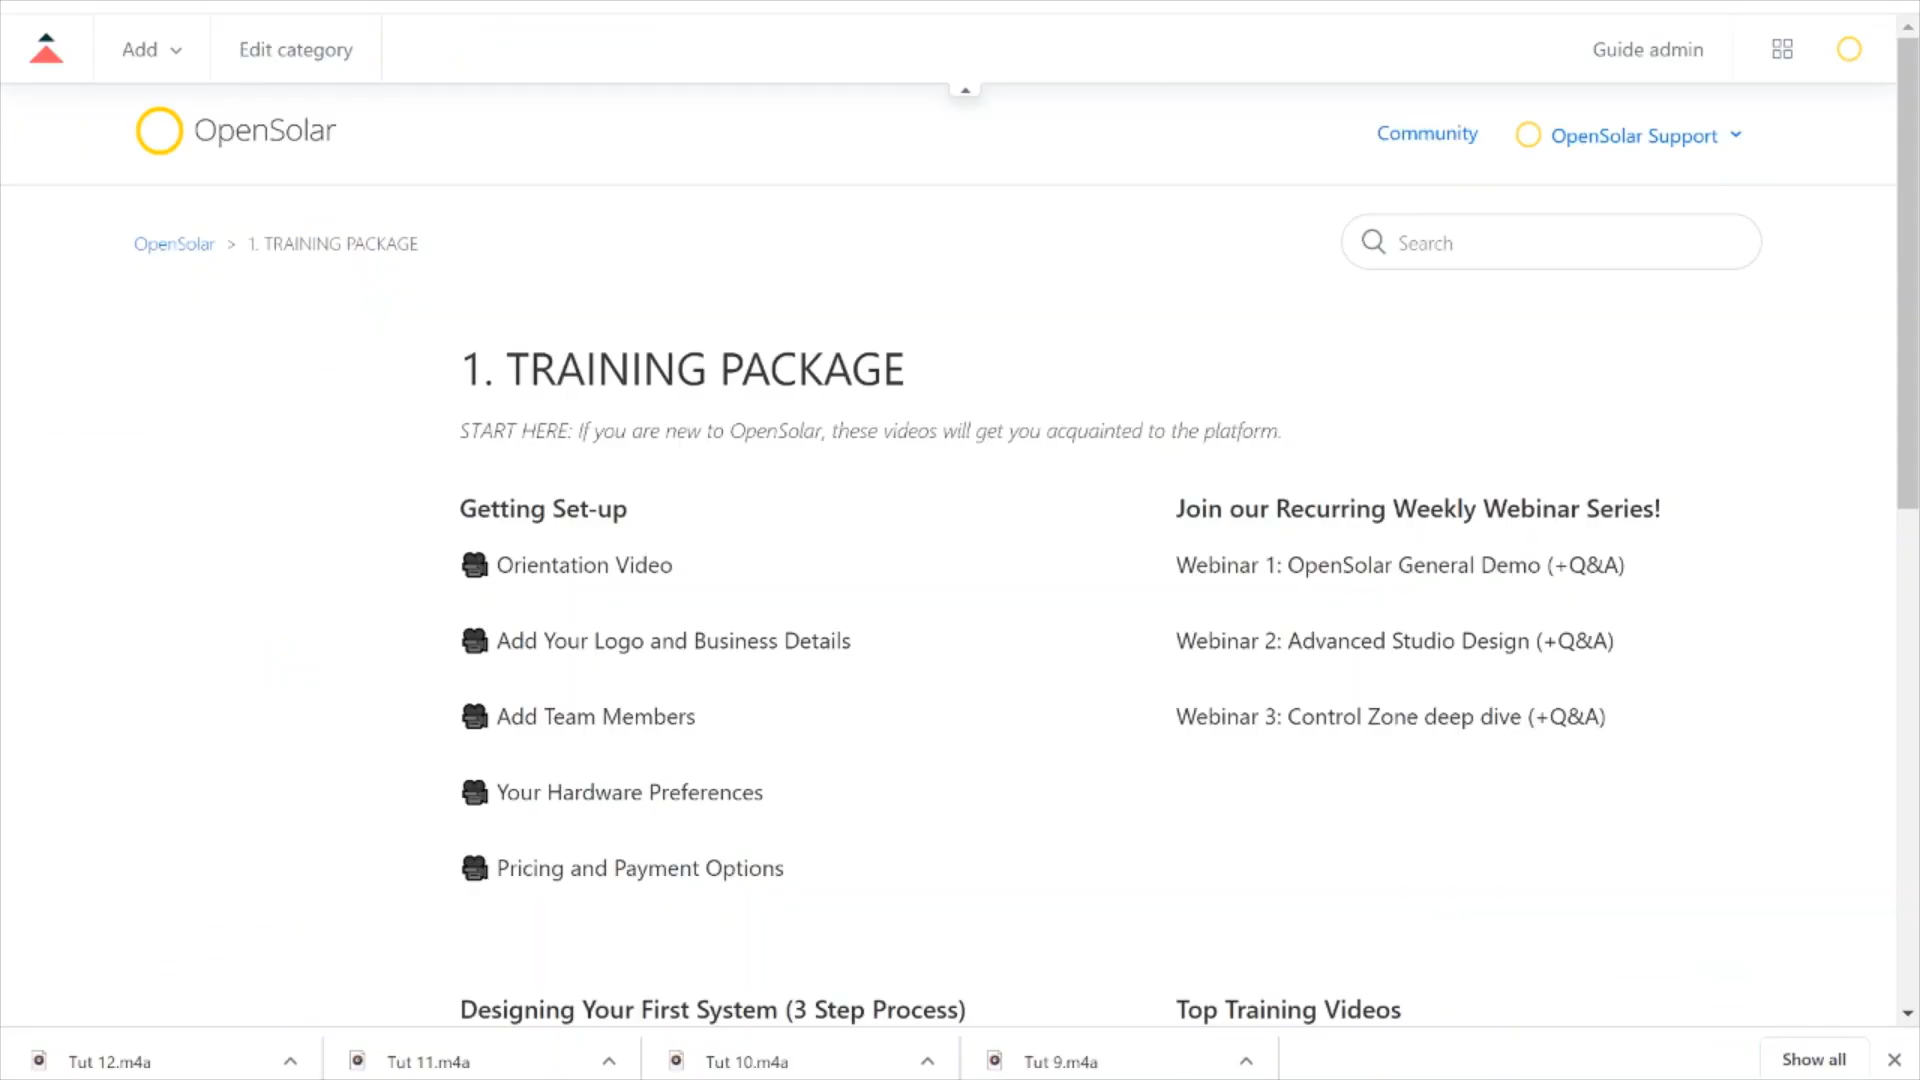 Add
Edit category
Guide admin
OpenSolar
Community
OpenSolar Support
OpenSolar > 1. TRAINING PACKAGE
Search
1. TRAINING PACKAGE
START HERE: If you are new to OpenSolar, these videos will get you acquainted to the platform.
Getting Set-up
Orientation Video
Add Your Logo and Business Details
Add Team Members
Your Hardware Preferences
Pricing and Payment Options
Join our Recurring Weekly Webinar Series!
Webinar 1: OpenSolar General Demo (+Q&A)
Webinar 2: Advanced Studio Design (+Q&A)
Webinar 3: Control Zone deep dive (+Q&A)
Designing Your First System (3 Step Process)
Top Training Videos
Tut 12.m4a
Tut 11.m4a
Tut 10.m4a
Tut 9.m4a
Show all